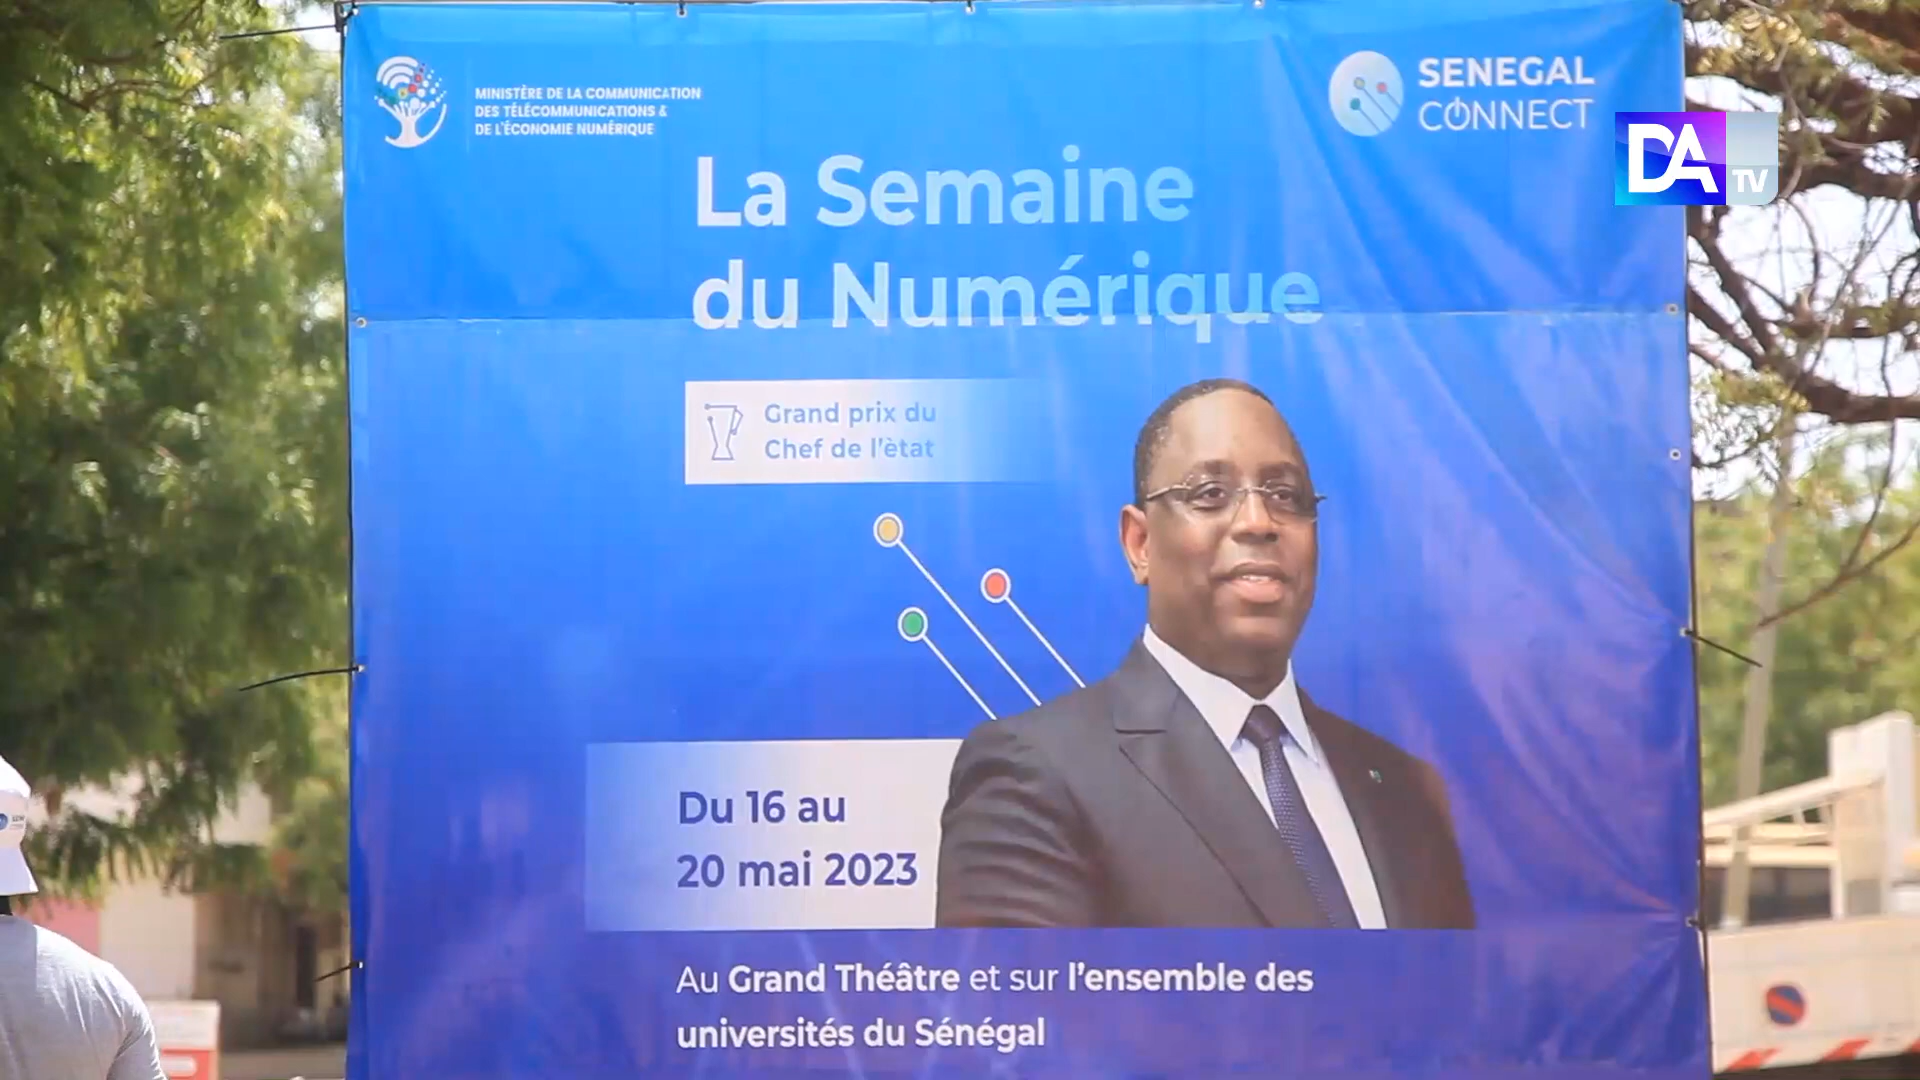 MINISTÈRE DE LA COMMUNICATION
DES TÉLÉCOMMUNICATIONS &
DE L'ÉCONOMIE NUMÉRIQUE
SENEGAL
CONNECT
DA TV
La Semaine
du Numérique
Grand prix du
Chef de l'ètat
Du 16 au
20 mai 2023
Au Grand Théâtre et sur l'ensemble des
universités du Sénégal